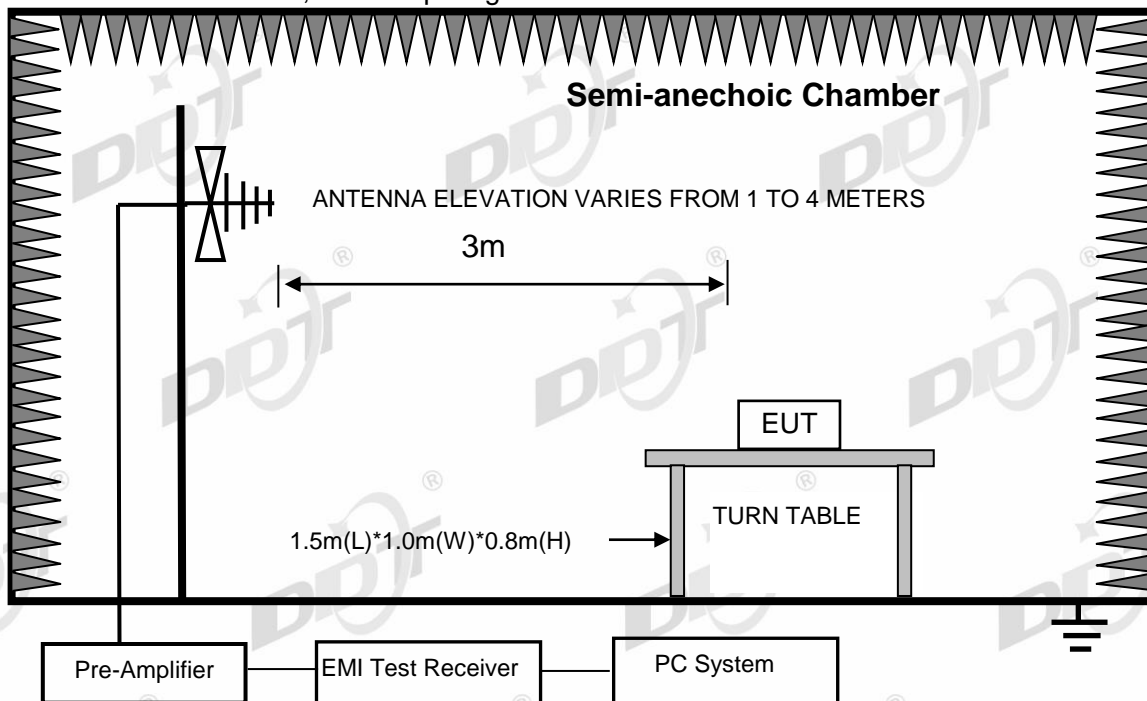 Semi-anechoic Chamber
ANTENNA ELEVATION VARIES FROM 1 TO 4 METERS
3m
EUT
TURN TABLE
1.5m(L)*1.0m(W)*0.8m(H)
Pre-Amplifier
EMI Test Receiver
PC System
DDT
®